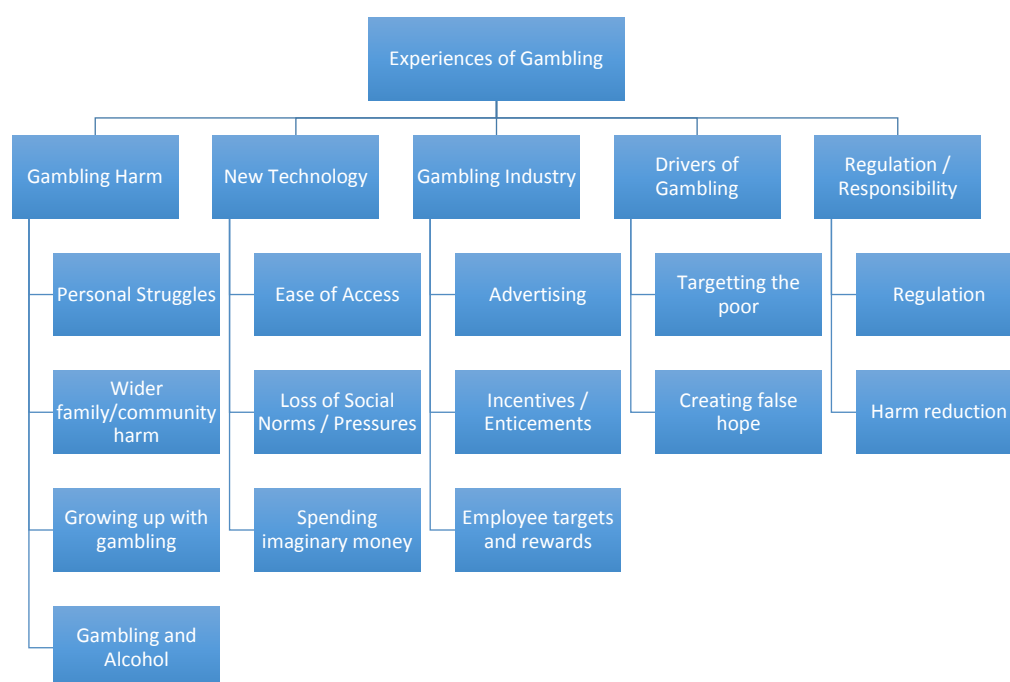 Experiences of Gambling
Gambling Harm
New Technology
Gambling Industry
Drivers of
Gambling
Regulation /
Responsibility
Personal Struggles
Ease of Access
Advertising
Targetting the
poor
Regulation
Wider
family/community
harm
Loss of Social
Norms / Pressures
Incentives /
Enticements
Creating false
hope
Harm reduction
Growing up with
gambling
Spending
imaginary money
Employee targets
and rewards
Gambling and
Alcohol